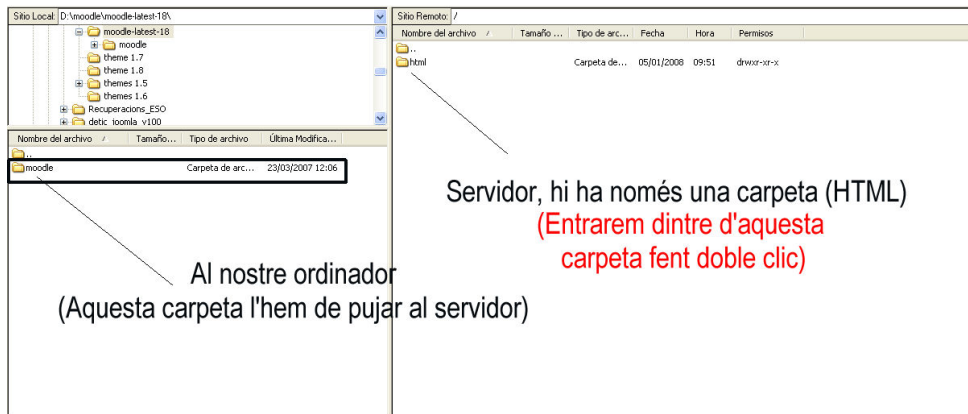 Sitio Local: D:\moodle\moodle-latest-18\
moodle-latest-18
moodle
theme 1.7
theme 1.8
themes 1.5
themes 1.6
Recuperacions_ESO
detic_joomla_v100
Nombre del archivo / Tamaño... Tipo de archivo Última Modifica...
..
moodle Carpeta de arc... 23/03/2007 12:06
Al nostre ordinador
(Aquesta carpeta l'hem de pujar al servidor)
Sitio Remoto: /
Nombre del archivo / Tamaño ... Tipo de arc... Fecha Hora Permisos
..
html Carpeta de... 05/01/2008 09:51 drwxr-xr-x
Servidor, hi ha només una carpeta (HTML)
(Entrarem dintre d'aquesta
carpeta fent doble clic)